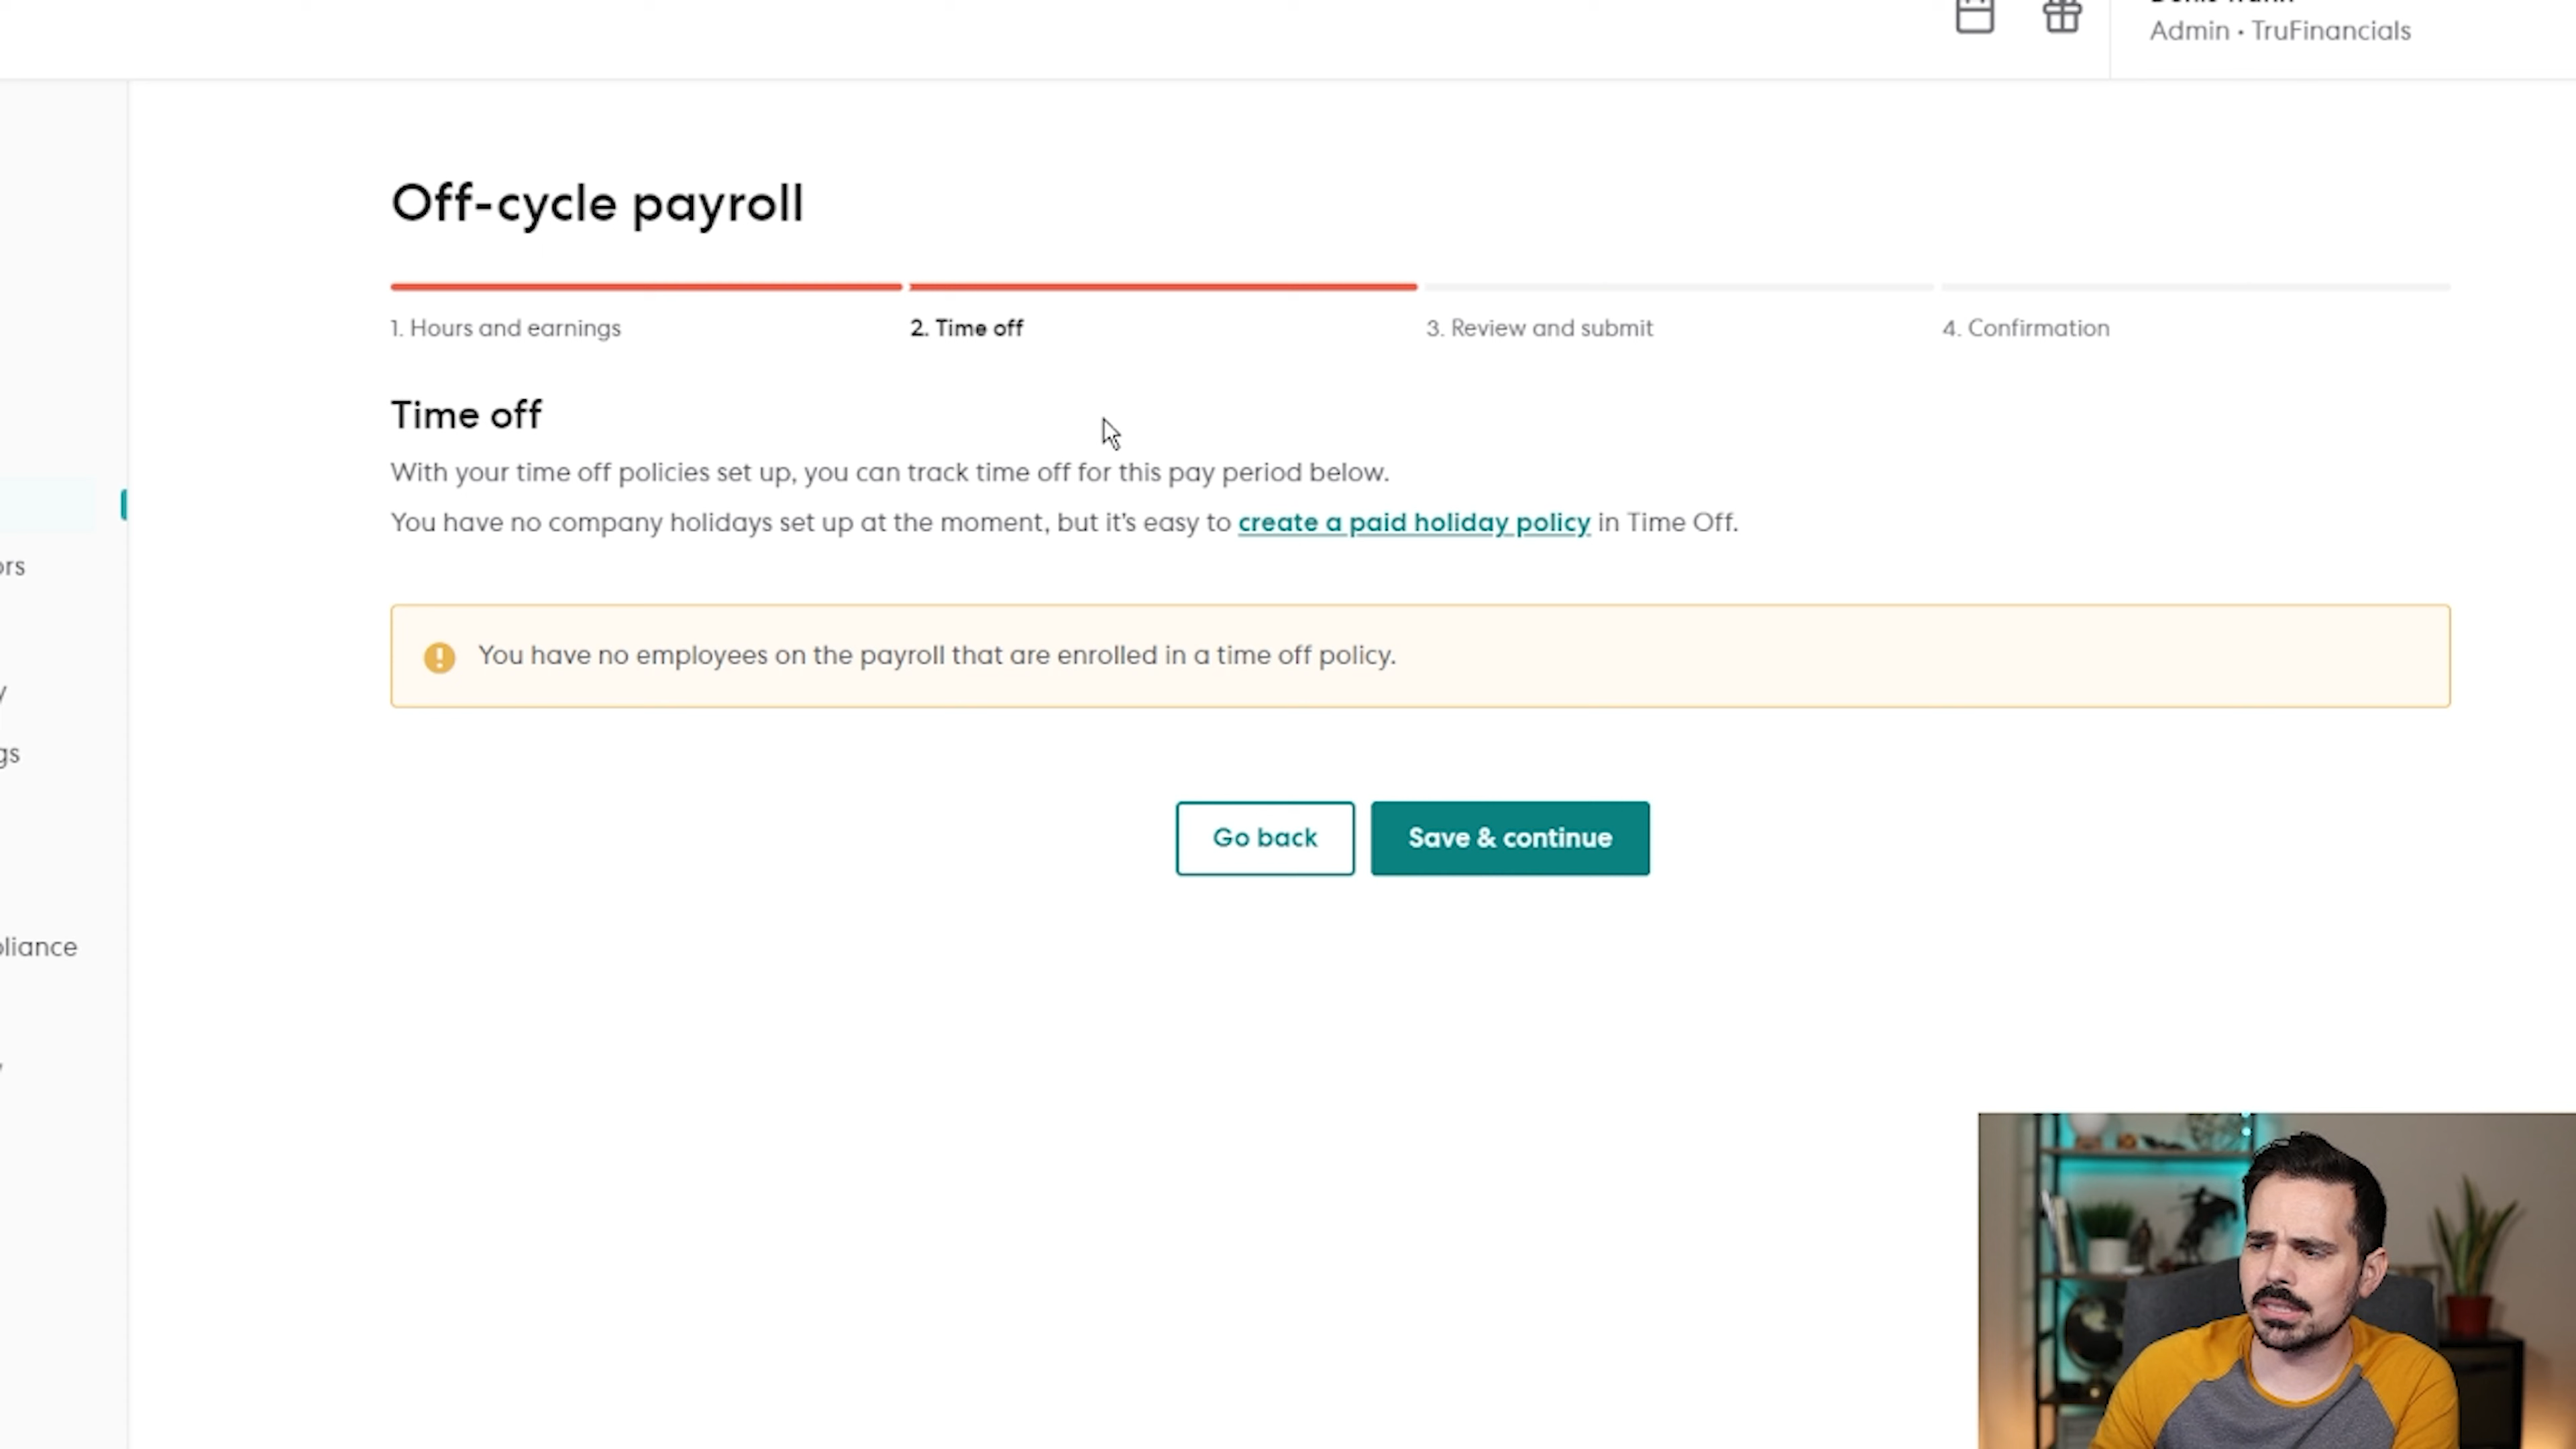 Admin • TruFinancials
Off-cycle payroll
1. Hours and earnings
2. Time off
3. Review and submit
4. Confirmation
Time off
With your time off policies set up, you can track time off for this pay period below.
You have no company holidays set up at the moment, but it's easy to create a paid holiday policy in Time Off.
You have no employees on the payroll that are enrolled in a time off policy.
Go back
Save & continue
ors
y
gs
pliance